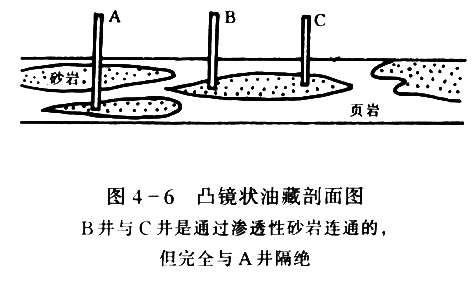 A B C
砂岩
页岩
图 4-6 凸镜状油藏剖面图
B井与C井是通过渗透性砂岩连通的,
但完全与A井隔绝